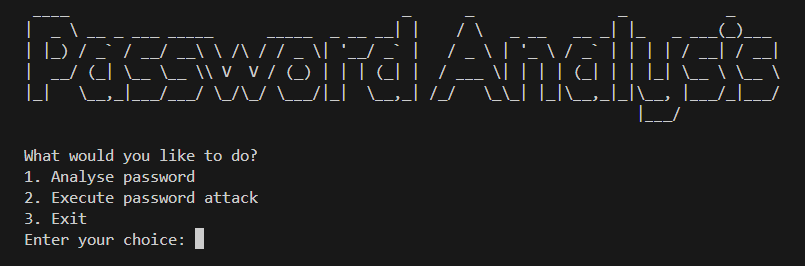 Password Analysis
What would you like to do?
1. Analyse password
2. Execute password attack
3. Exit
Enter your choice: